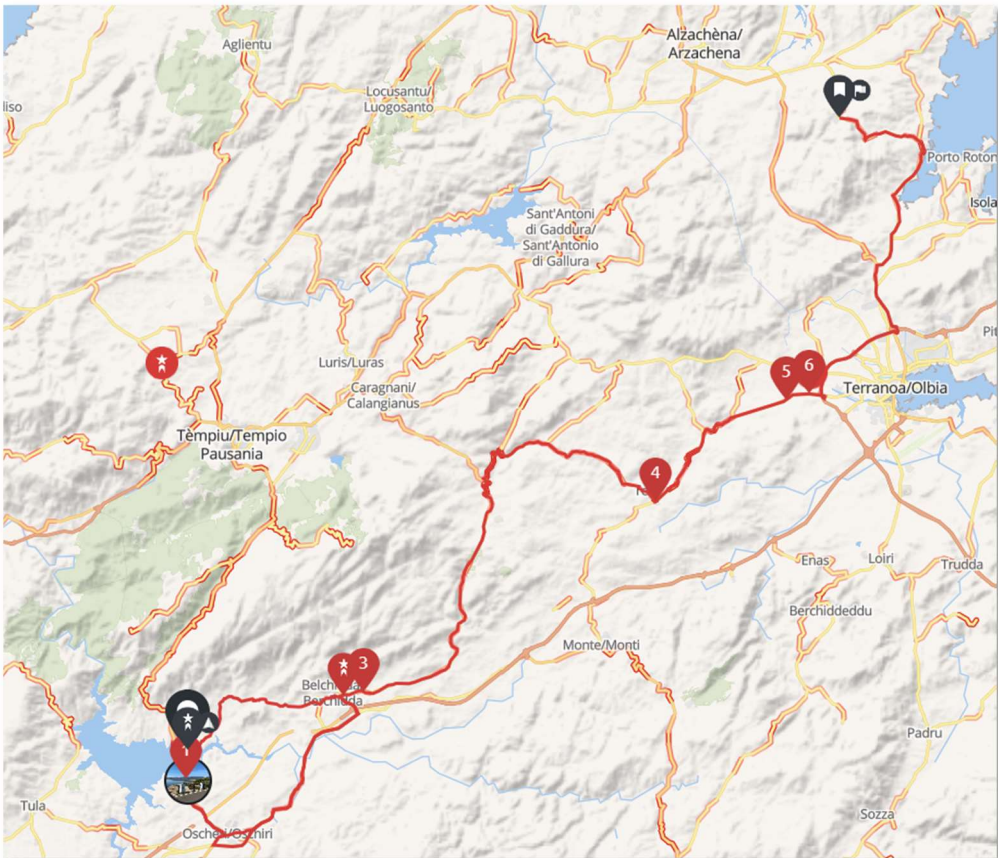 Alzachèna/
Arzachena
Aglientu
Locusantu/
Luogosanto
Porto Roton
Isola
Sant'Antoni
di Gaddura/
Sant'Antonio
di Gallura
Pit
Luris/Luras
5
6
Caragnani/
Calangianus
Terranoa/Olbia
Tèmpiu/Tempio
Pausania
4
Enas
Loiri
Trudda
Berchiddeddu
Monte/Monti
3
Berchidda
Padru
1
Tula
Sozza